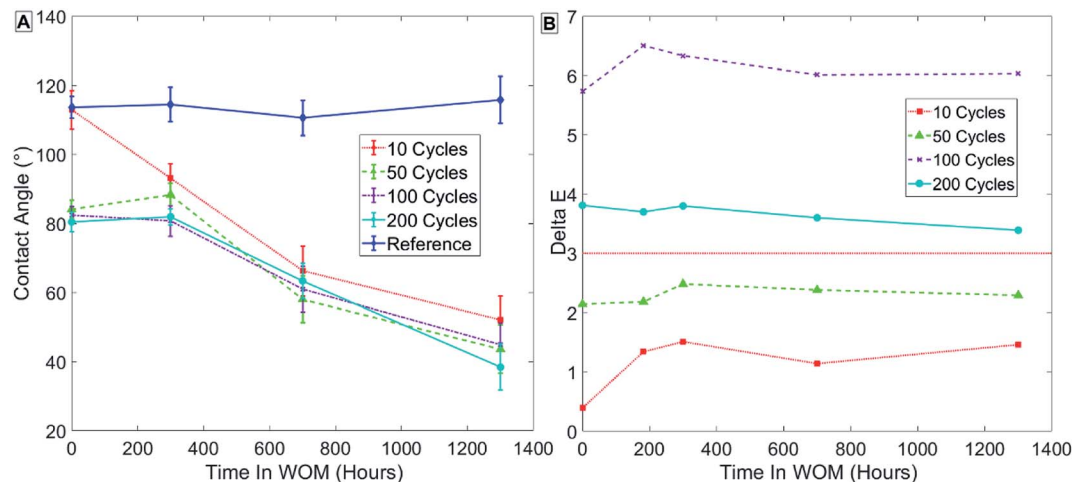 A
140
120
100
80
60
40
20
Contact Angle (°)
10 Cycles
50 Cycles
100 Cycles
200 Cycles
Reference
0 200 400 600 800 1000 1200 1400
Time In WOM (Hours)
B
7
6
5
4
3
2
1
0
Delta E
10 Cycles
50 Cycles
100 Cycles
200 Cycles
0 200 400 600 800 1000 1200 1400
Time In WOM (Hours)